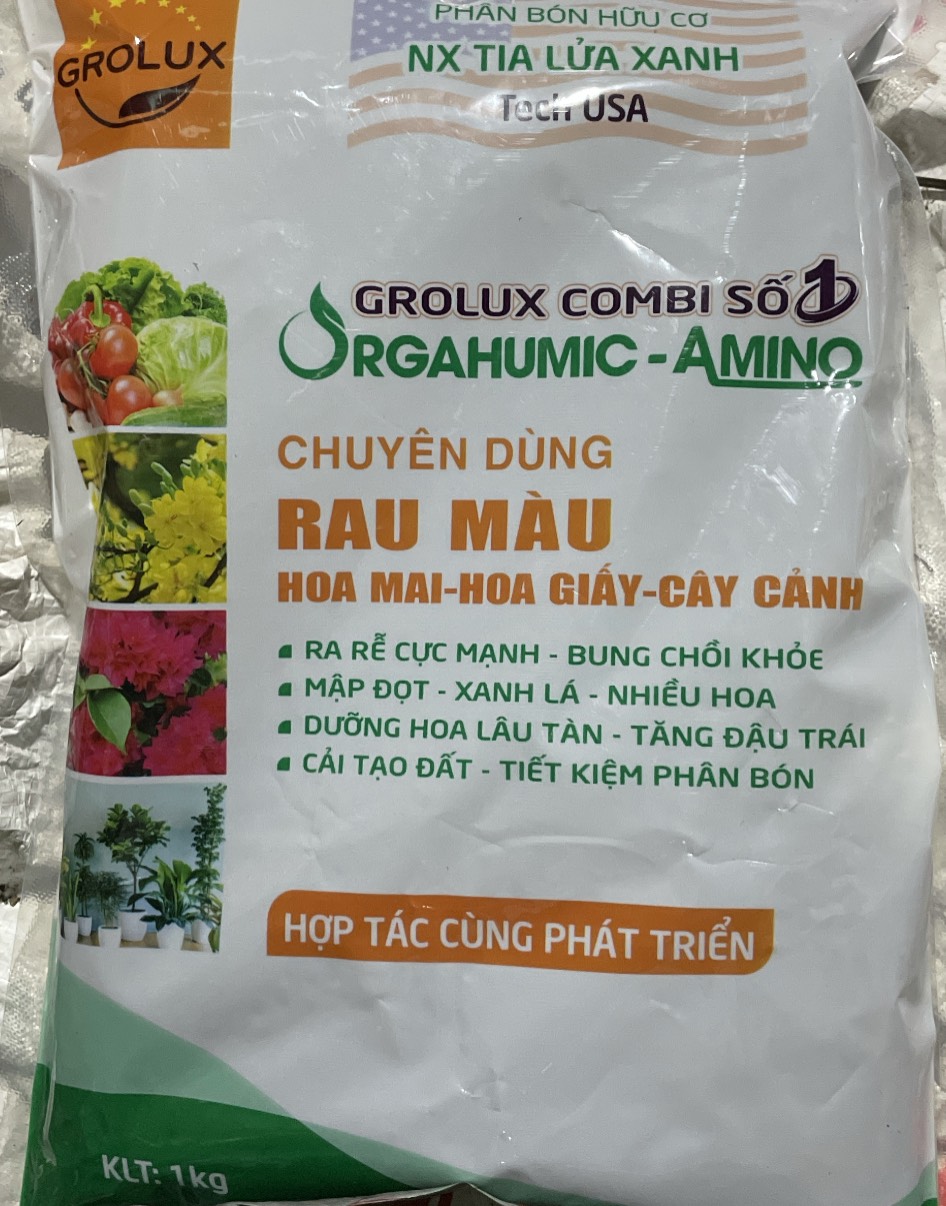 GROLUX
PHÂN BÓN HỮU CƠ
NX TIA LỬA XANH
Tech USA
GROLUX COMBI SỐ 1
ORGAHUMIC - AMINO
CHUYÊN DÙNG
RAU MÀU
HOA MAI-HOA GIẤY-CÂY CẢNH
RA RỄ CỰC MẠNH - BUNG CHỒI KHỎE
MẬP ĐỌT - XANH LÁ - NHIỀU HOA
DƯỠNG HOA LÂU TÀN - TĂNG ĐẬU TRÁI
CẢI TẠO ĐẤT - TIẾT KIỆM PHÂN BÓN
HỢP TÁC CÙNG PHÁT TRIỂN
KLT: 1kg